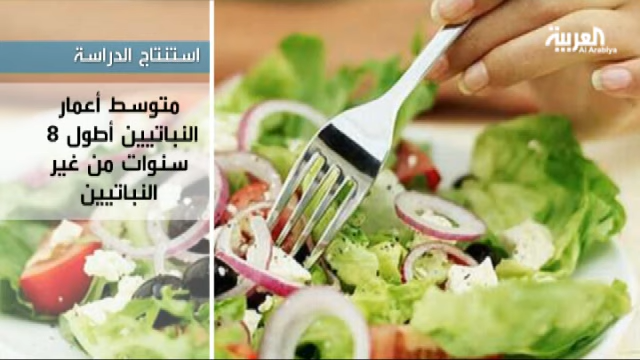 العربية
Al Arabiya
استنتاج الدراسة
متوسط أعمار
النباتيين أطول 8
سنوات من غير
النباتيين